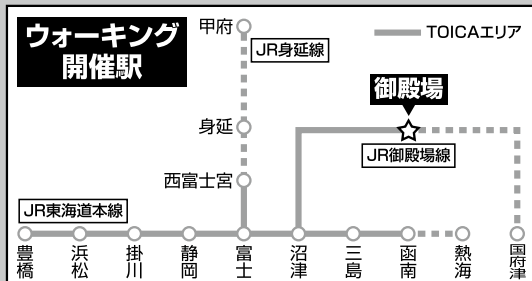 ウォーキング
開催駅
甲府
JR身延線
TOICAエリア
御殿場
身延
JR御殿場線
西富士宮
JR東海道本線
豊橋
浜松
掛川
静岡
富士
沼津
三島
函南
熱海
国府津